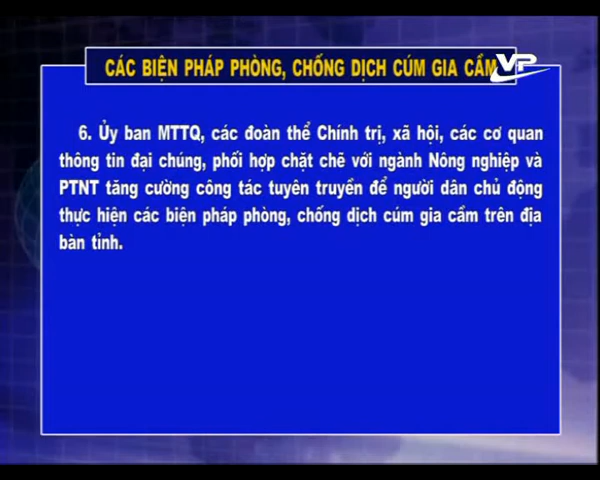 CÁC BIỆN PHÁP PHÒNG, CHỐNG DỊCH CÚM GIA CẦM
VP
6. Ủy ban MTTQ, các đoàn thể Chính trị, xã hội, các cơ quan
thông tin đại chúng, phối hợp chặt chẽ với ngành Nông nghiệp và
PTNT tăng cường công tác tuyên truyền để người dân chủ động
thực hiện các biện pháp phòng, chống dịch cúm gia cầm trên địa
bàn tỉnh.